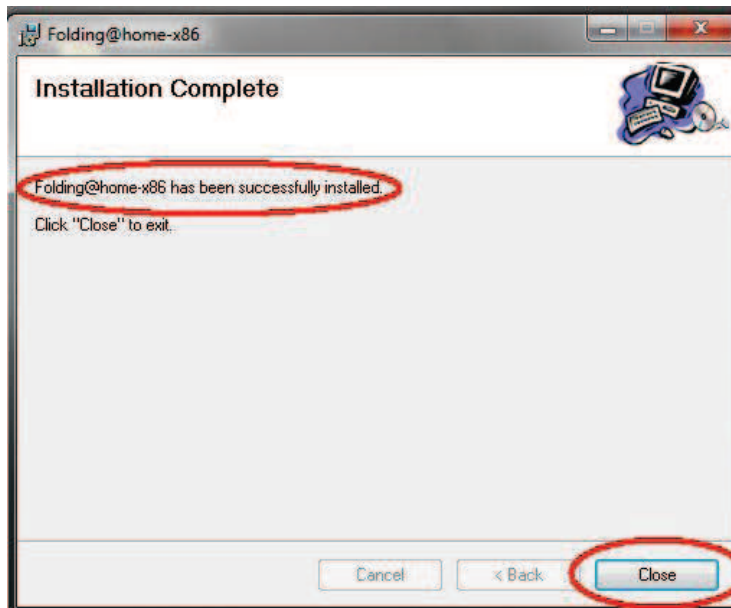 Folding@home-x86
Installation Complete
Folding@home-x86 has been successfully installed.
Click "Close" to exit.
Cancel
< Back
Close